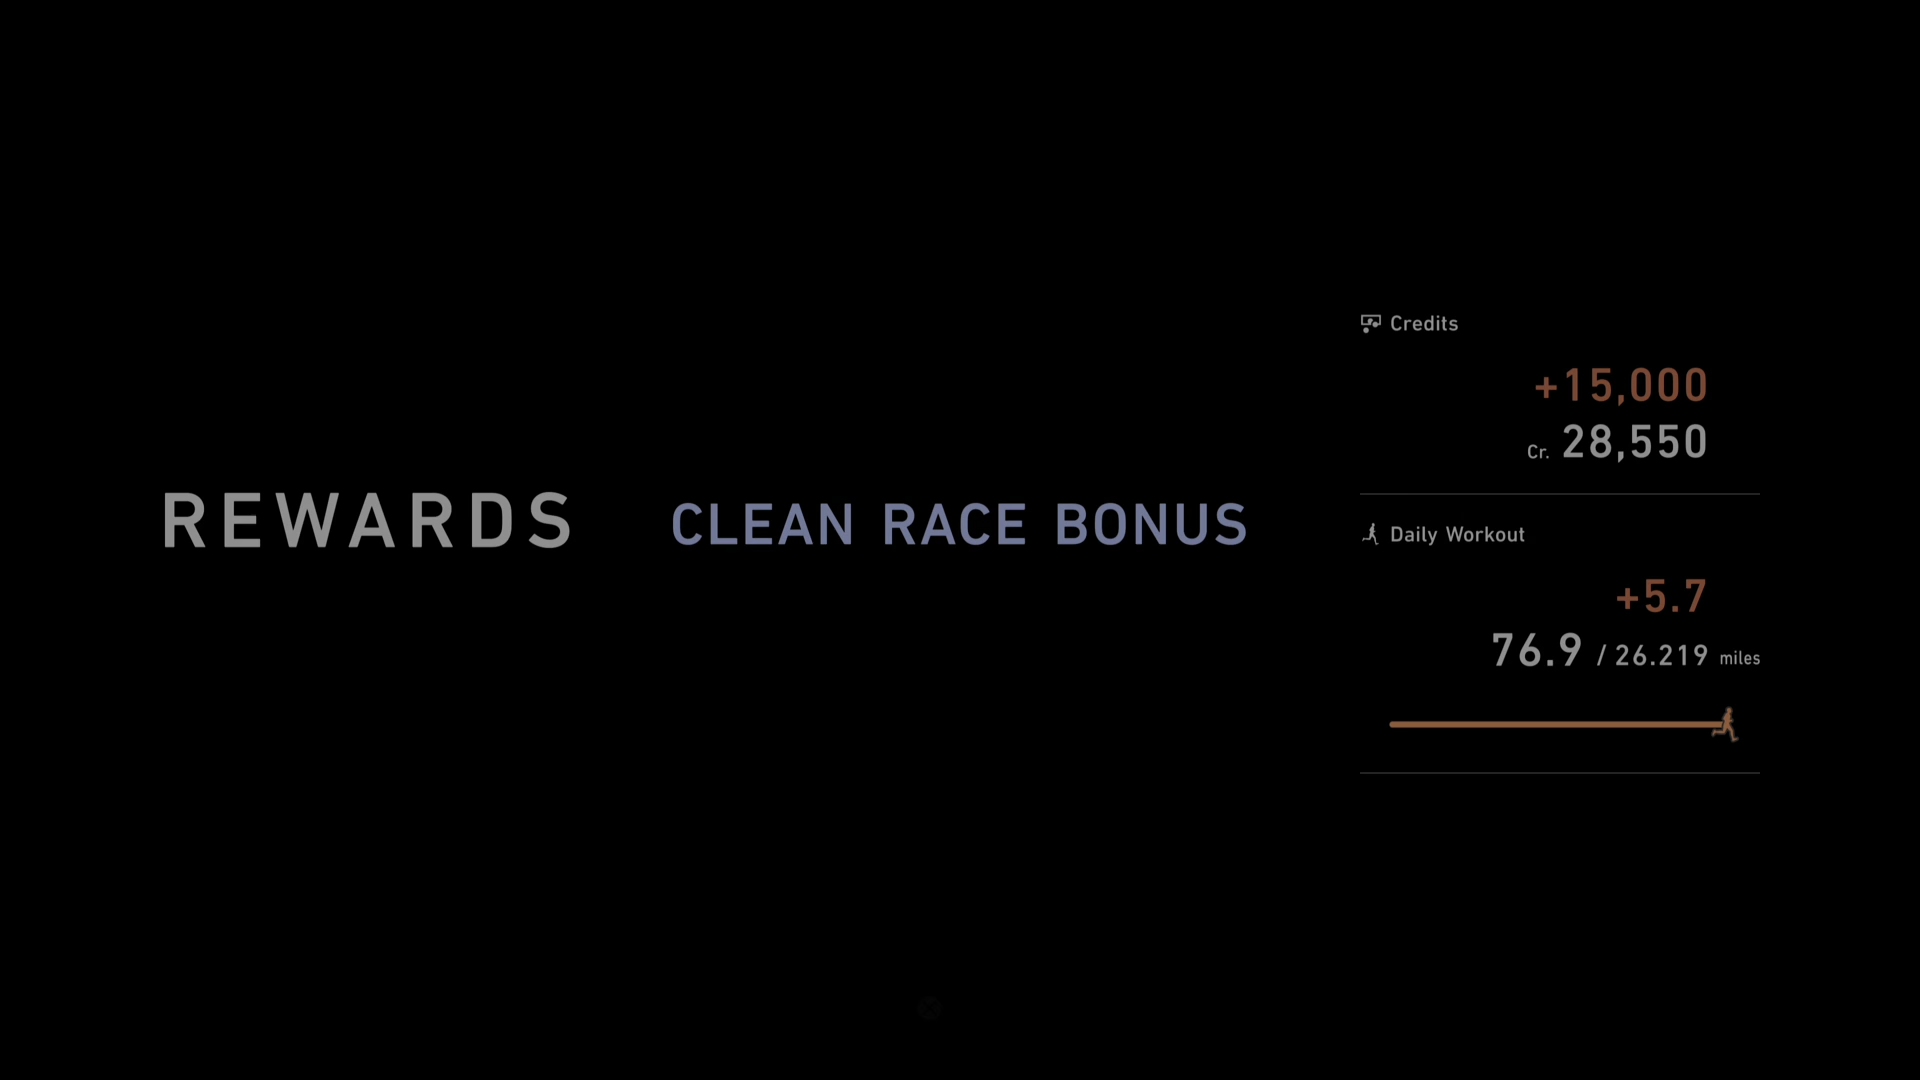 REWARDS
CLEAN RACE BONUS
Credits
+15,000
Cr. 28,550
Daily Workout
+5.7
76.9 / 26.219 miles